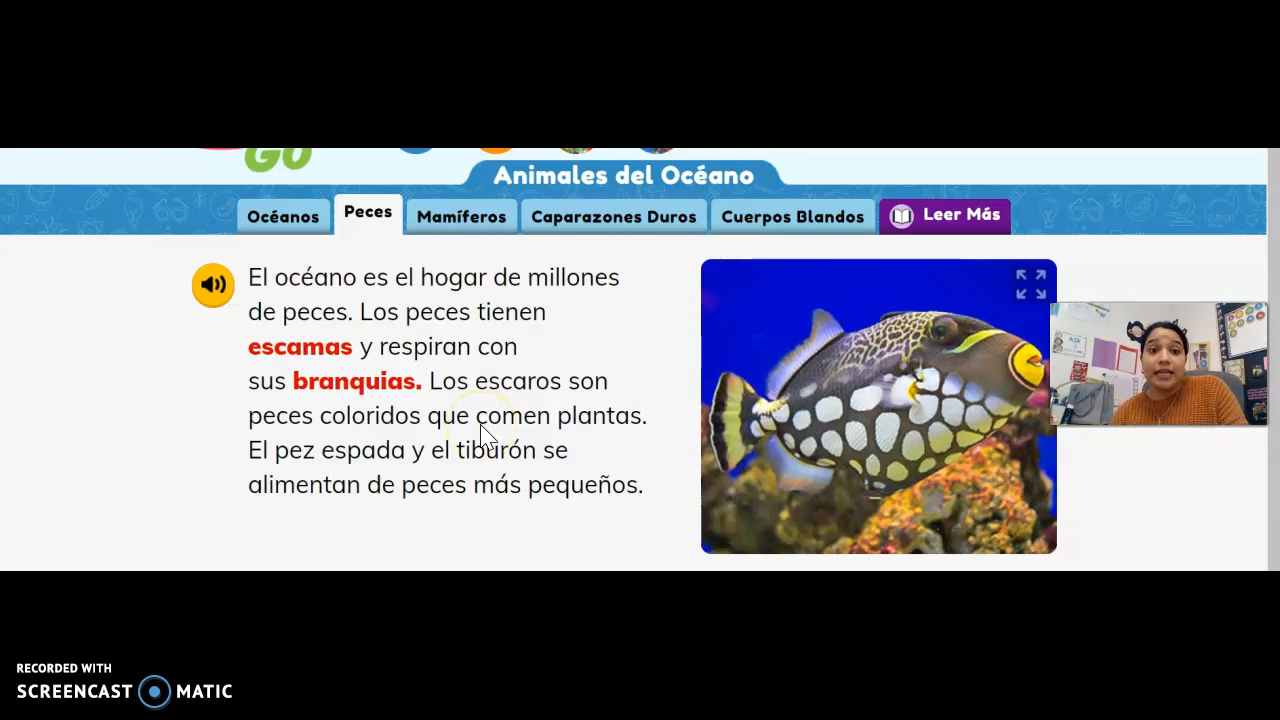 GO
Animales del Océano
Océanos
Peces
Mamíferos
Caparazones Duros
Cuerpos Blandos
Leer Más
El océano es el hogar de millones
de peces. Los peces tienen
escamas y respiran con
sus branquias. Los escaros son
peces coloridos que comen plantas.
El pez espada y el tiburón se
alimentan de peces más pequeños.
RECORDED WITH
SCREENCAST MATIC